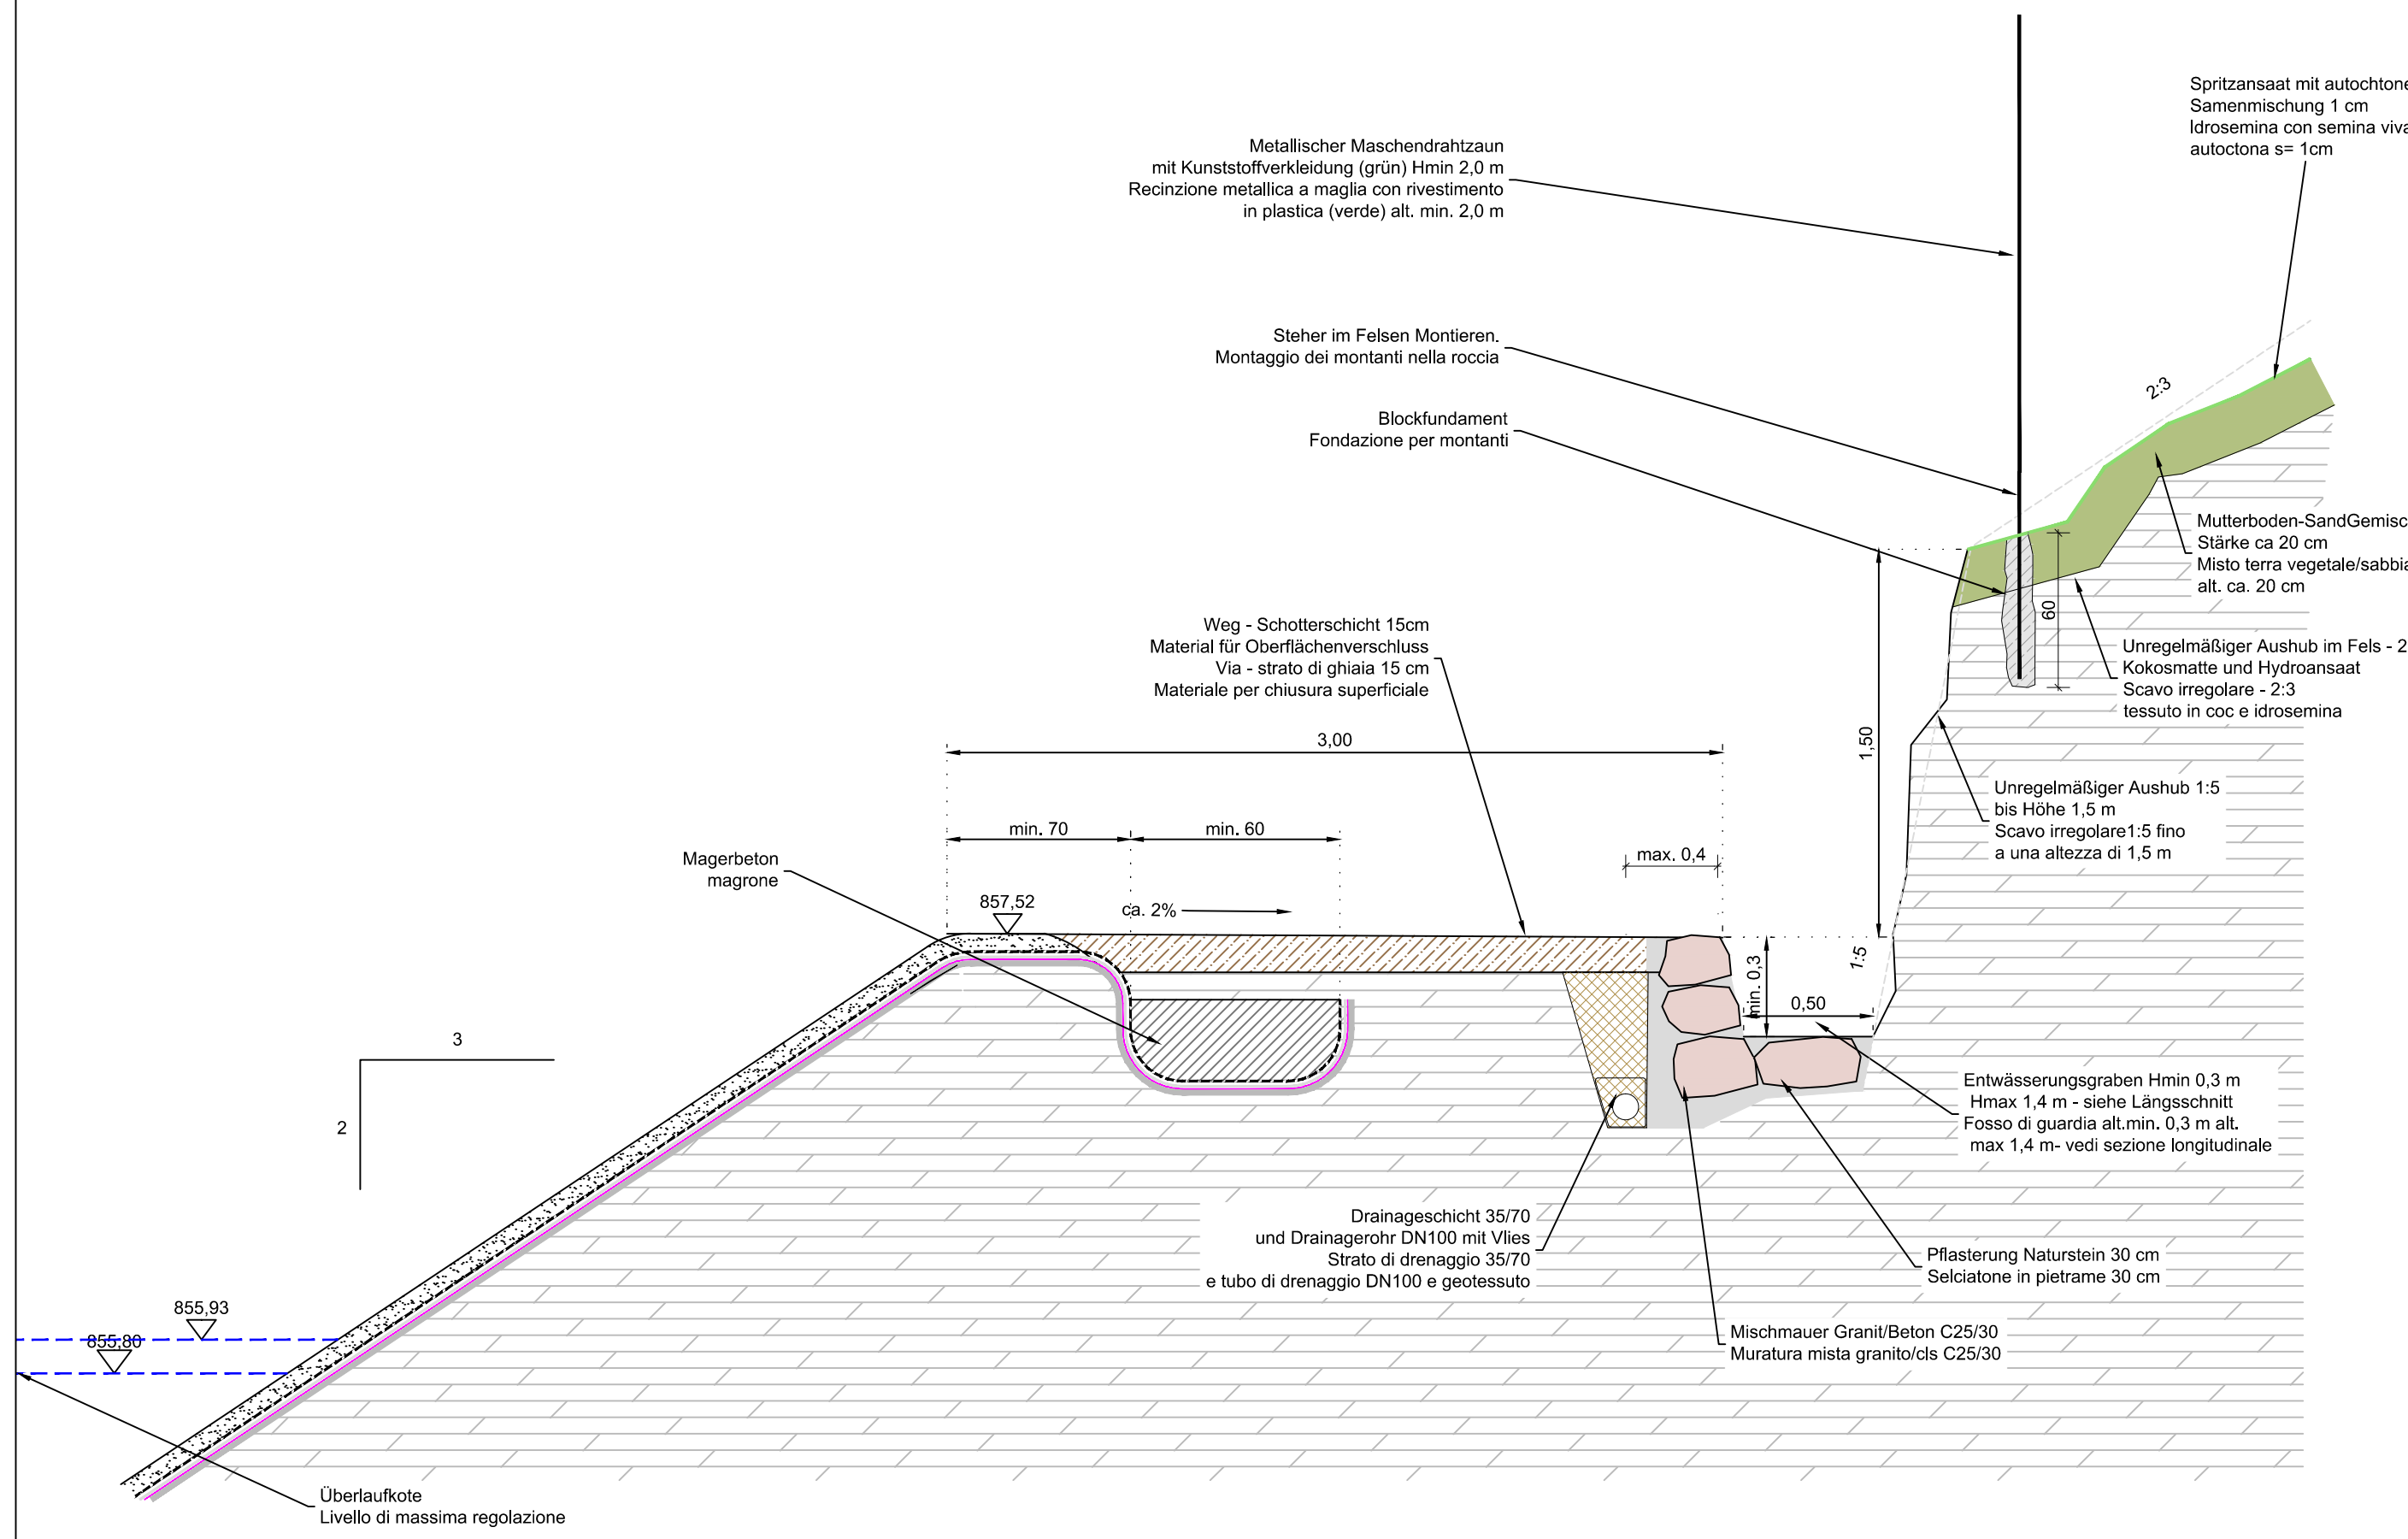 Spritzansaat mit autochtone
Samenmischung 1 cm
Idrosemina con semina viva
autoctona s= 1cm
Metallischer Maschendrahtzaun
mit Kunststoffverkleidung (grün) Hmin 2,0 m
Recinzione metallica a maglia con rivestimento
in plastica (verde) alt. min. 2,0 m
Steher im Felsen Montieren.
Montaggio dei montanti nella roccia
2:3
Blockfundament
Fondazione per montanti
Mutterboden-SandGemisc
Stärke ca 20 cm
Misto terra vegetale/sabbia
alt. ca. 20 cm
60
Weg - Schotterschicht 15cm
Material für Oberflächenverschluss
Via - strato di ghiaia 15 cm
Materiale per chiusura superficiale
Unregelmäßiger Aushub im Fels - 2
Kokosmatte und Hydroansaat
Scavo irregolare - 2:3
tessuto in coc e idrosemina
3,00
1,50
Unregelmäßiger Aushub 1:5
bis Höhe 1,5 m
Scavo irregolare1:5 fino
a una altezza di 1,5 m
min. 70
min. 60
max. 0,4
Magerbeton
magrone
857,52
ca. 2%
1:5
min. 0,3
0,50
3
2
Entwässerungsgraben Hmin 0,3 m
Hmax 1,4 m - siehe Längsschnitt
Fosso di guardia alt.min. 0,3 m alt.
max 1,4 m- vedi sezione longitudinale
Drainageschicht 35/70
und Drainagerohr DN100 mit Vlies
Strato di drenaggio 35/70
e tubo di drenaggio DN100 e geotessuto
Pflasterung Naturstein 30 cm
Selciatone in pietrame 30 cm
855,93
855,80
Mischmauer Granit/Beton C25/30
Muratura mista granito/cls C25/30
Überlaufkote
Livello di massima regolazione